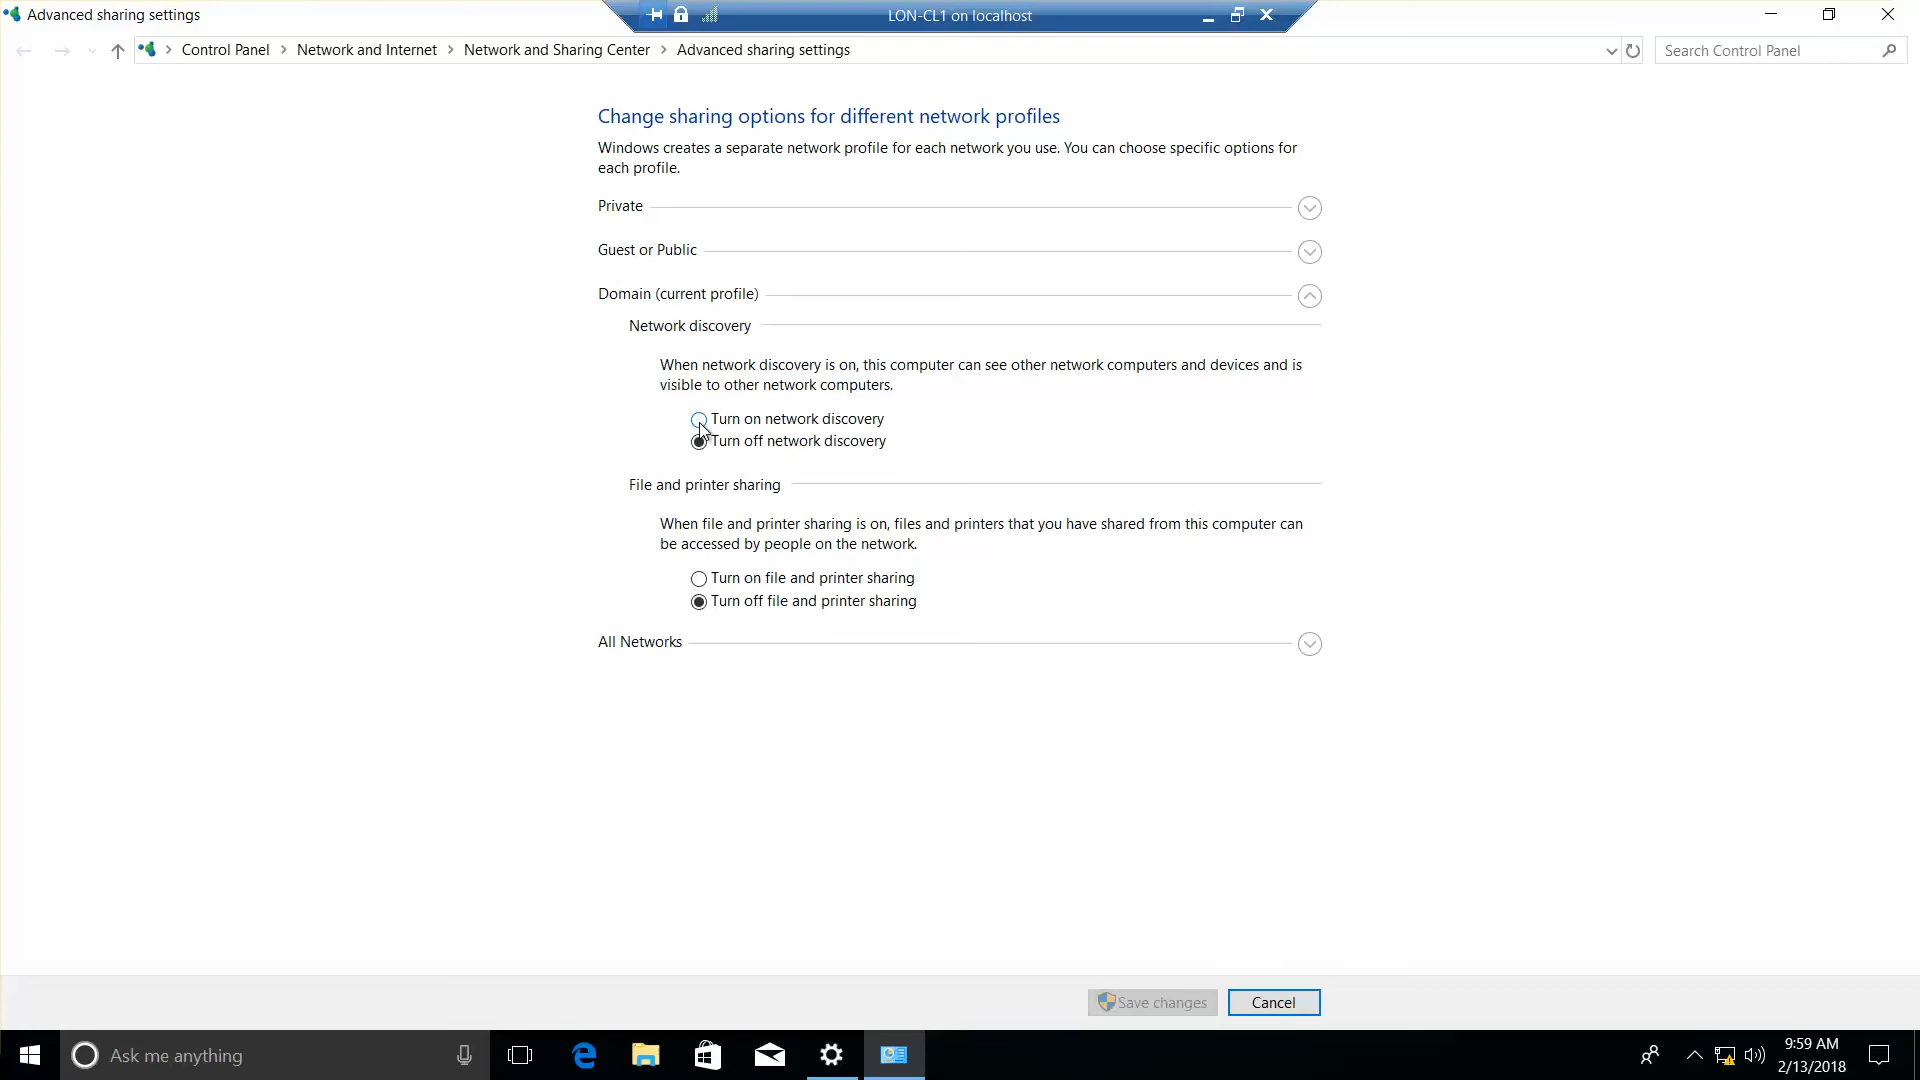 Advanced sharing settings
LON-CL1 on localhost
Control Panel > Network and Internet > Network and Sharing Center > Advanced sharing settings
Search Control Panel
Change sharing options for different network profiles
Windows creates a separate network profile for each network you use. You can choose specific options for
each profile.
Private
Guest or Public
Domain (current profile)
Network discovery
When network discovery is on, this computer can see other network computers and devices and is
visible to other network computers.
Turn on network discovery
Turn off network discovery
File and printer sharing
When file and printer sharing is on, files and printers that you have shared from this computer can
be accessed by people on the network.
Turn on file and printer sharing
Turn off file and printer sharing
All Networks
Save changes
Cancel
Ask me anything
9:59 AM
2/13/2018